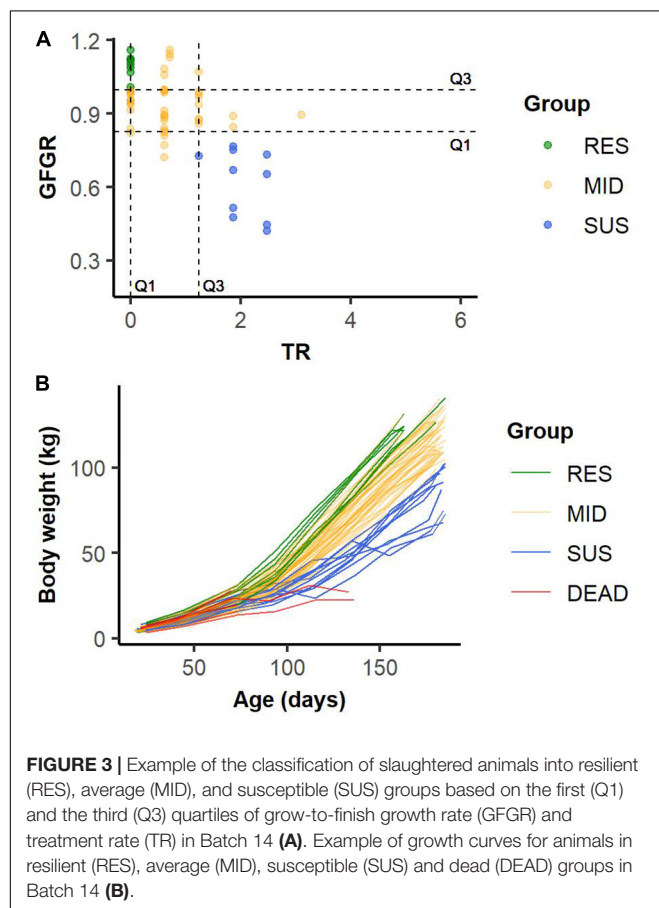 A
1.2
0.9
0.6
0.3
GFGR
Q3
Q1
Q1
Q3
0
2
4
6
TR
Group
RES
MID
SUS
B
100
50
0
Body weight (kg)
50
100
150
Age (days)
Group
RES
MID
SUS
DEAD
FIGURE 3 | Example of the classification of slaughtered animals into resilient
(RES), average (MID), and susceptible (SUS) groups based on the first (Q1)
and the third (Q3) quartiles of grow-to-finish growth rate (GFGR) and
treatment rate (TR) in Batch 14 (A). Example of growth curves for animals in
resilient (RES), average (MID), susceptible (SUS) and dead (DEAD) groups in
Batch 14 (B).